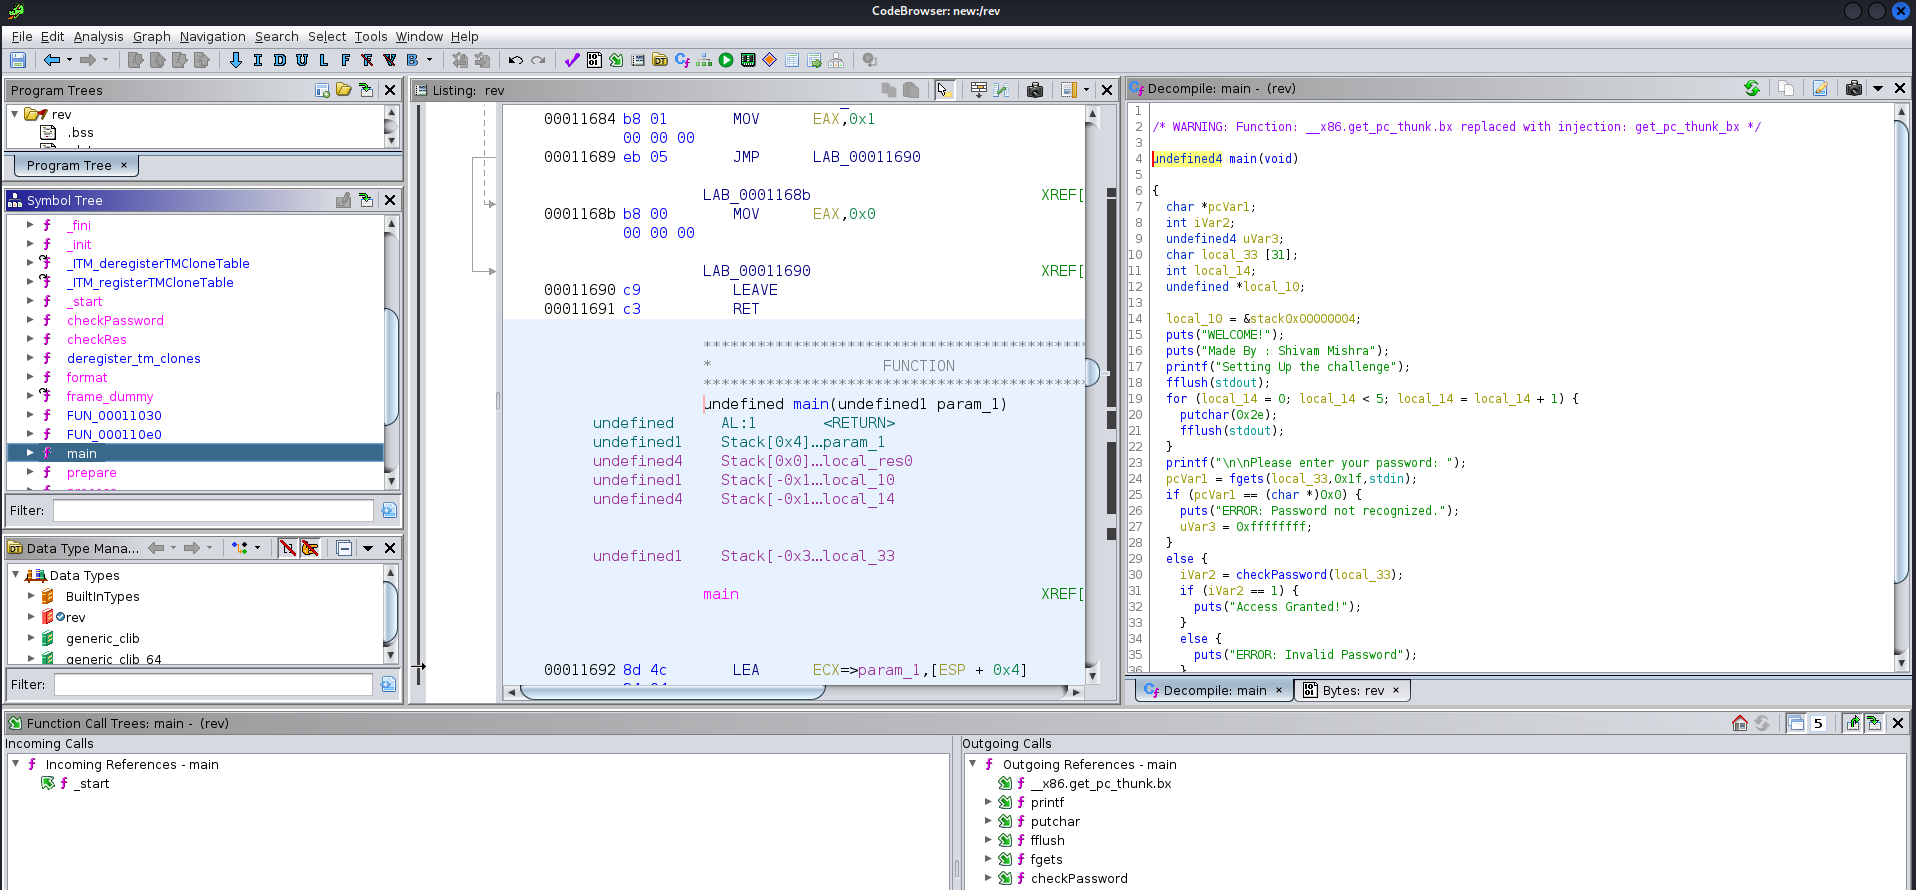 CodeBrowser: new:/rev
File Edit Analysis Graph Navigation Search Select Tools Window Help
I D U L F V B
Program Trees
rev
.bss
Program Tree ×
Symbol Tree
_fini
_init
_ITM_deregisterTMCloneTable
_ITM_registerTMCloneTable
_start
checkPassword
checkRes
deregister_tm_clones
format
frame_dummy
FUN_00011030
FUN_000110e0
main
prepare
Filter:
Data Type Mana...
Data Types
BuiltInTypes
rev
generic_clib
generic_clib_64
Filter:
Listing: rev
00011684 b8 01 MOV EAX,0x1
00 00 00
00011689 eb 05 JMP LAB_00011690
LAB_0001168b XREF[
0001168b b8 00 MOV EAX,0x0
00 00 00
LAB_00011690 XREF[
00011690 c9 LEAVE
00011691 c3 RET
* FUNCTION
undefined main(undefined1 param_1)
undefined AL:1 <RETURN>
undefined1 Stack[0x4]...param_1
undefined4 Stack[0x0]...local_res0
undefined1 Stack[-0x1...local_10
undefined4 Stack[-0x1...local_14
undefined1 Stack[-0x3...local_33
main XREF[
00011692 8d 4c LEA ECX=>param_1,[ESP + 0x4]
Decompile: main - (rev)
1
2 /* WARNING: Function: __x86.get_pc_thunk.bx replaced with injection: get_pc_thunk_bx */
3
4 undefined4 main(void)
5
6 {
7 char *pcVar1;
8 int iVar2;
9 undefined4 uVar3;
10 char local_33 [31];
11 int local_14;
12 undefined *local_10;
13
14 local_10 = &stack0x00000004;
15 puts("WELCOME!");
16 puts("Made By : Shivam Mishra");
17 printf("Setting Up the challenge");
18 fflush(stdout);
19 for (local_14 = 0; local_14 < 5; local_14 = local_14 + 1) {
20 putchar(0x2e);
21 fflush(stdout);
22 }
23 printf("\n\nPlease enter your password: ");
24 pcVar1 = fgets(local_33,0x1f,stdin);
25 if (pcVar1 == (char *)0x0) {
26 puts("ERROR: Password not recognized.");
27 uVar3 = 0xffffffff;
28 }
29 else {
30 iVar2 = checkPassword(local_33);
31 if (iVar2 == 1) {
32 puts("Access Granted!");
33 }
34 else {
35 puts("ERROR: Invalid Password");
36 }
Decompile: main × Bytes: rev ×
Function Call Trees: main - (rev)
5
Incoming Calls
Incoming References - main
_start
Outgoing Calls
Outgoing References - main
__x86.get_pc_thunk.bx
printf
putchar
fflush
fgets
checkPassword